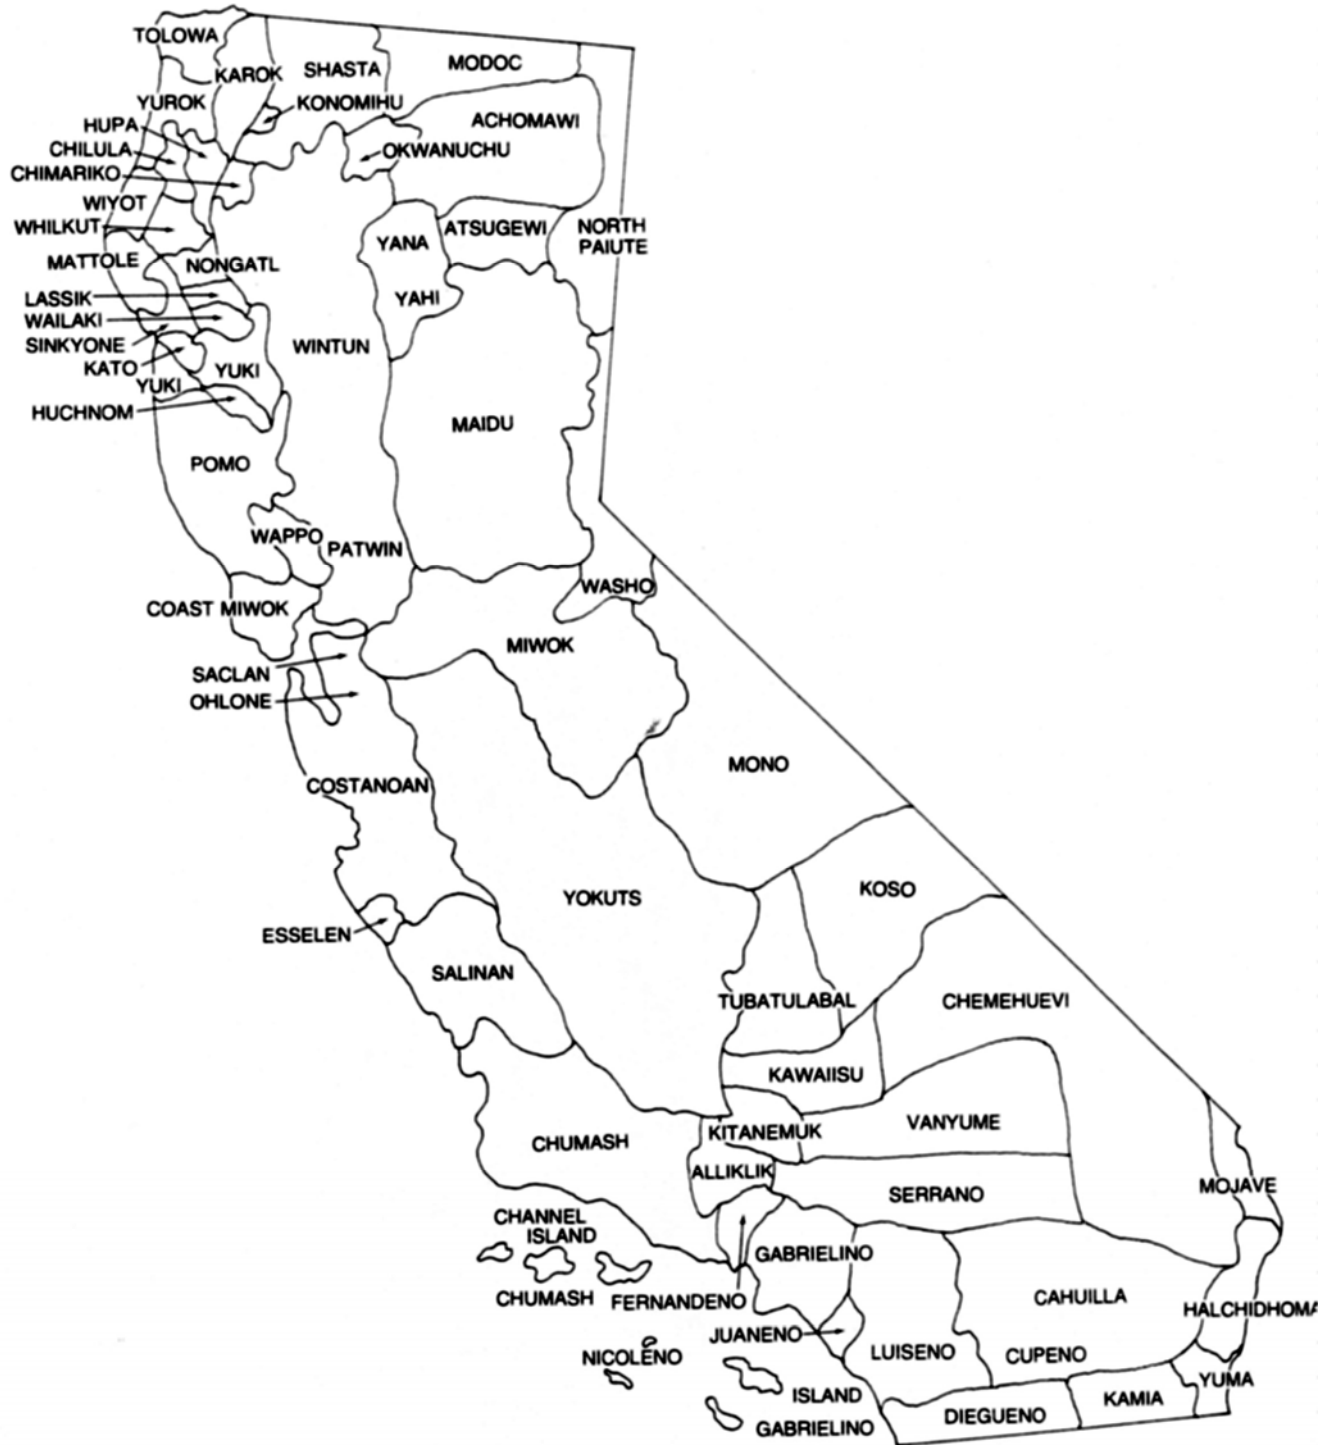 TOLOWA
KAROK
SHASTA
MODOC
YUROK
KONOMIHU
ACHOMAWI
HUPA
CHILULA
OKWANUCHU
CHIMARIKO
WIYOT
WHILKUT
YANA
ATSUGEWI
NORTH
PAIUTE
MATTOLE
NONGATL
LASSIK
YAHI
WAILAKI
SINKYONE
WINTUN
KATO
YUKI
YUKI
HUCHNOM
MAIDU
POMO
WAPPO
PATWIN
WASHO
COAST MIWOK
MIWOK
SACLAN
OHLONE
MONO
COSTANOAN
KOSO
YOKUTS
ESSELEN
SALINAN
TUBATULABAL
CHEMEHUEVI
KAWAIISU
VANYUME
KITANEMUK
CHUMASH
ALLIKLIK
MOJAVE
SERRANO
CHANNEL
ISLAND
CHUMASH
GABRIELINO
FERNANDENO
CAHUILLA
HALCHIDHOMA
JUANENO
LUISENO
CUPENO
NICOLENO
YUMA
ISLAND
GABRIELINO
KAMIA
DIEGUENO